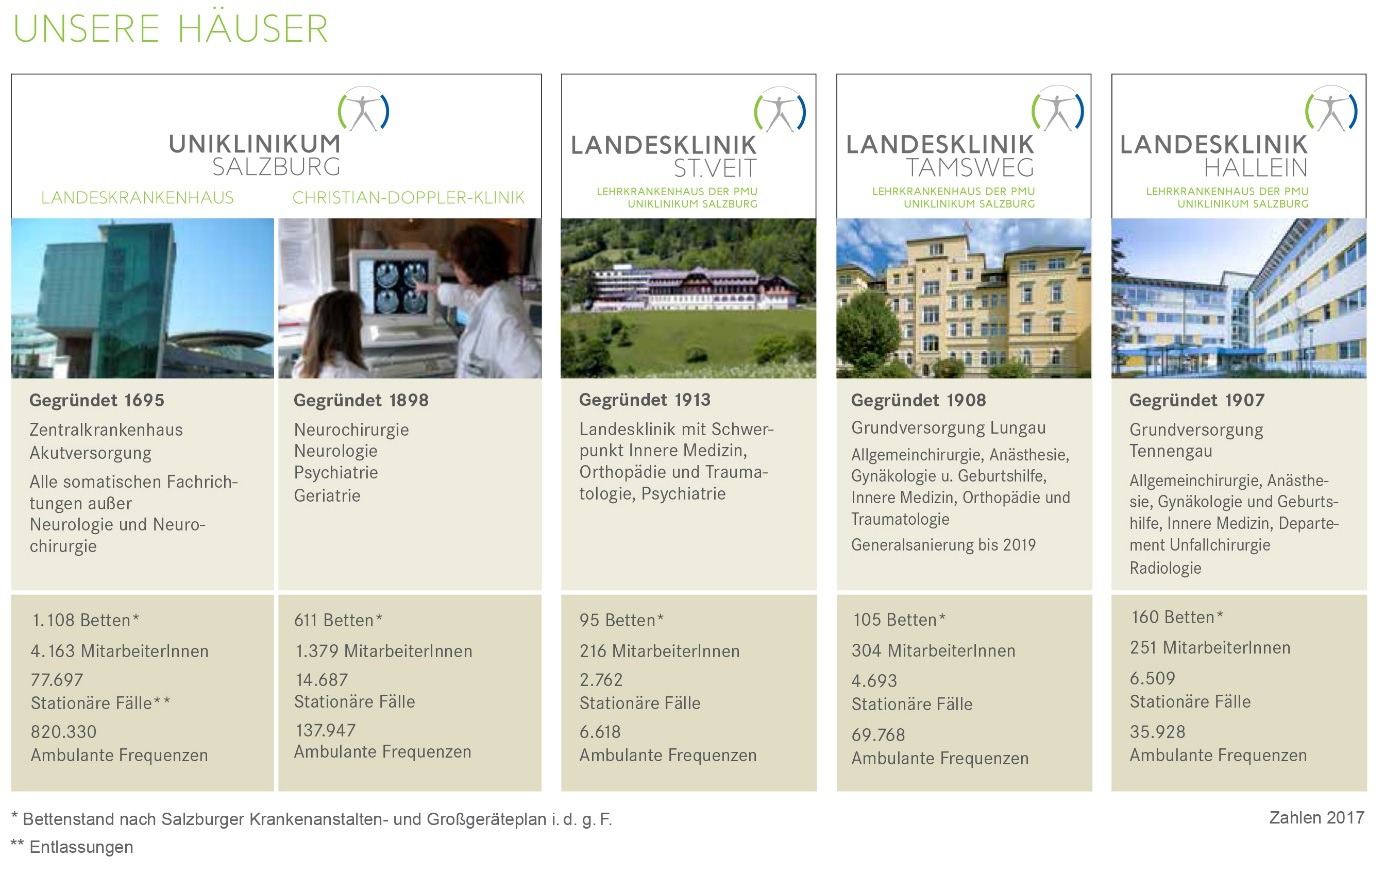 UNSERE HÄUSER
UNIKLINIKUM
SALZBURG
LANDESKRANKENHAUS
CHRISTIAN-DOPPLER-KLINIK
LANDESKLINIK
ST.VEIT
LEHRKRANKENHAUS DER PMU
UNIKLINIKUM SALZBURG
LANDESKLINIK
TAMSWEG
LEHRKRANKENHAUS DER PMU
UNIKLINIKUM SALZBURG
LANDESKLINIK
HALLEIN
LEHRKRANKENHAUS DER PMU
UNIKLINIKUM SALZBURG
Gegründet 1695
Zentralkrankenhaus
Akutversorgung
Alle somatischen Fachrich-
tungen außer
Neurologie und Neuro-
chirurgie
1.108 Betten*
4.163 MitarbeiterInnen
77.697
Stationäre Fälle**
820.330
Ambulante Frequenzen
Gegründet 1898
Neurochirurgie
Neurologie
Psychiatrie
Geriatrie
611 Betten*
1.379 MitarbeiterInnen
14.687
Stationäre Fälle
137.947
Ambulante Frequenzen
Gegründet 1913
Landesklinik mit Schwer-
punkt Innere Medizin,
Orthopädie und Trauma-
tologie, Psychiatrie
95 Betten*
216 MitarbeiterInnen
2.762
Stationäre Fälle
6.618
Ambulante Frequenzen
Gegründet 1908
Grundversorgung Lungau
Allgemeinchirurgie, Anästhesie,
Gynäkologie u. Geburtshilfe,
Innere Medizin, Orthopädie und
Traumatologie
Generalsanierung bis 2019
105 Betten*
304 MitarbeiterInnen
4.693
Stationäre Fälle
69.768
Ambulante Frequenzen
Gegründet 1907
Grundversorgung
Tennengau
Allgemeinchirurgie, Anästhe-
sie, Gynäkologie und Geburts-
hilfe, Innere Medizin, Departe-
ment Unfallchirurgie
Radiologie
160 Betten*
251 MitarbeiterInnen
6.509
Stationäre Fälle
35.928
Ambulante Frequenzen
* Bettenstand nach Salzburger Krankenanstalten- und Großgeräteplan i. d. g. F.
Zahlen 2017
** Entlassungen